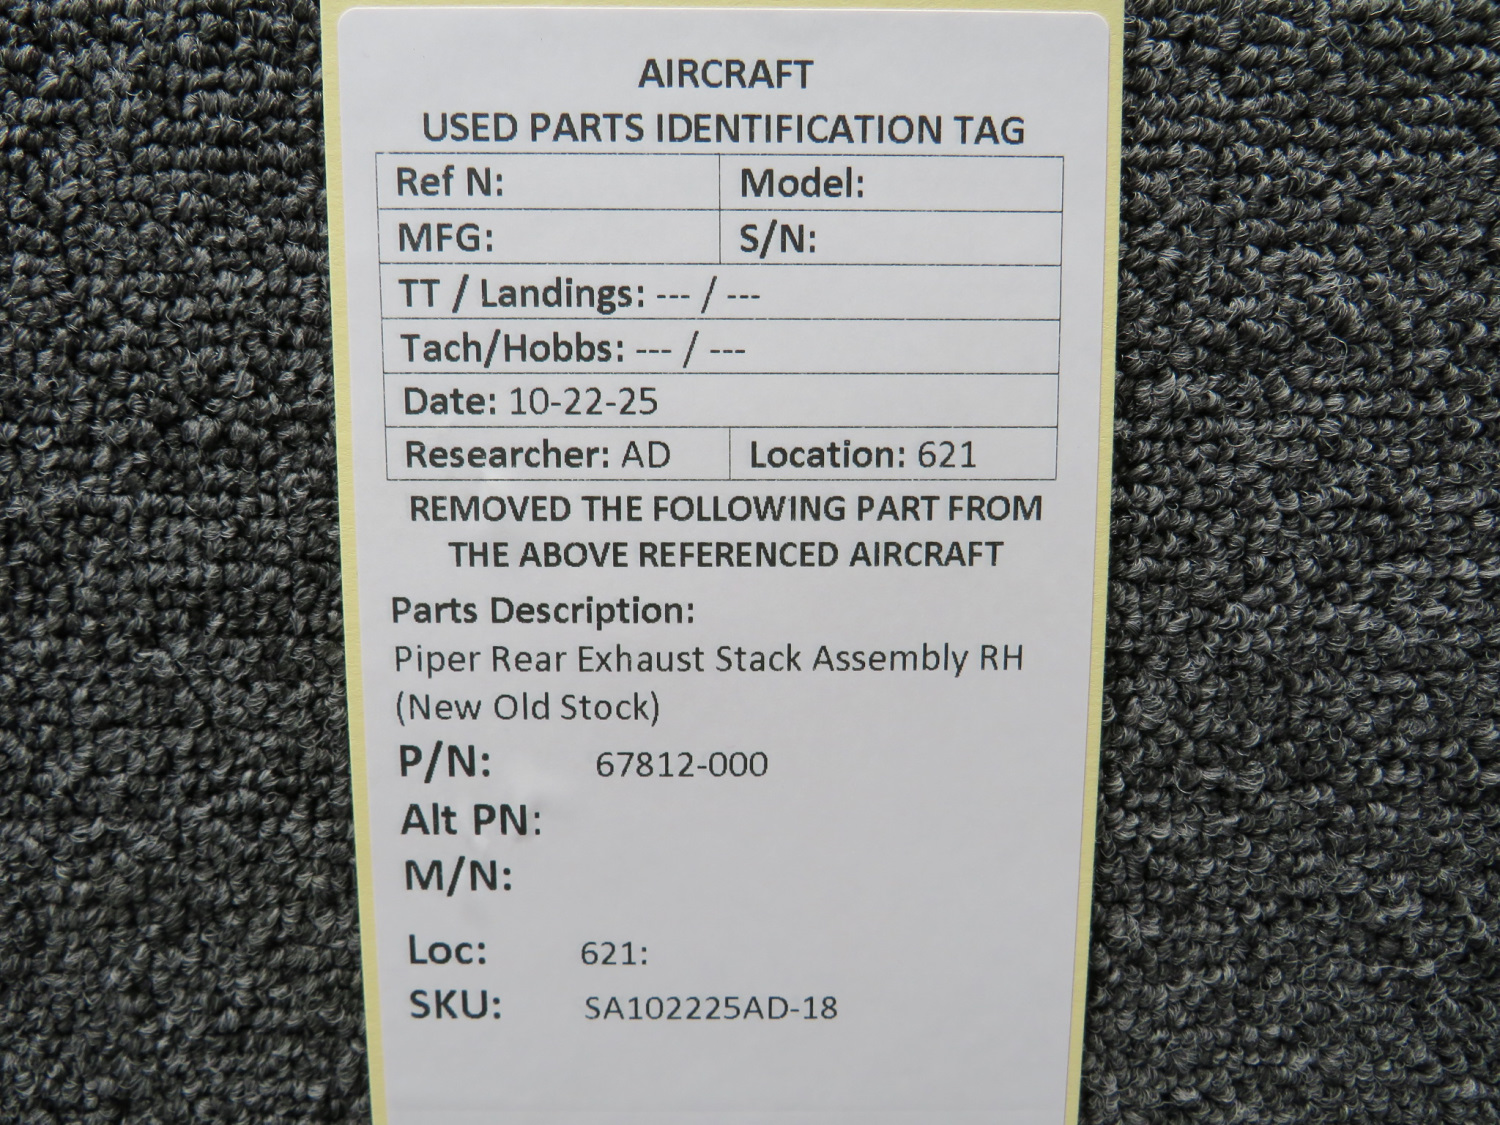 AIRCRAFT
USED PARTS IDENTIFICATION TAG
Ref N: Model:
MFG: S/N:
TT / Landings: --- / ---
Tach/Hobbs: --- / ---
Date: 10-22-25
Researcher: AD Location: 621
REMOVED THE FOLLOWING PART FROM
THE ABOVE REFERENCED AIRCRAFT
Parts Description:
Piper Rear Exhaust Stack Assembly RH
(New Old Stock)
P/N: 67812-000
Alt PN:
M/N:
Loc: 621:
SKU: SA102225AD-18